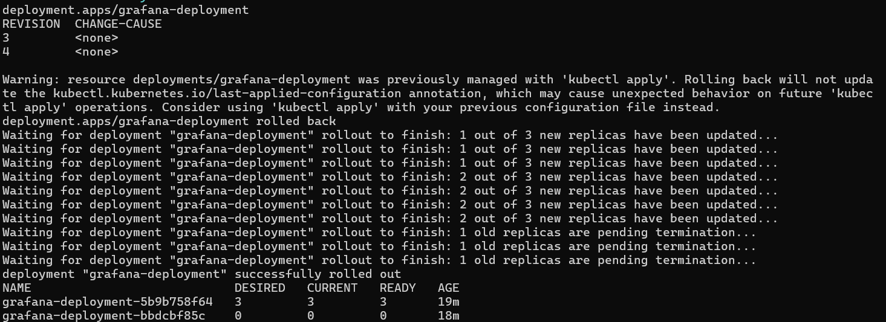 deployment.apps/grafana-deployment
REVISION  CHANGE-CAUSE
3         <none>
4         <none>

Warning: resource deployments/grafana-deployment was previously managed with 'kubectl apply'. Rolling back will not upda
te the kubectl.kubernetes.io/last-applied-configuration annotation, which may cause unexpected behavior on future 'kubec
tl apply' operations. Consider using 'kubectl apply' with your previous configuration file instead.
deployment.apps/grafana-deployment rolled back
Waiting for deployment "grafana-deployment" rollout to finish: 1 out of 3 new replicas have been updated...
Waiting for deployment "grafana-deployment" rollout to finish: 1 out of 3 new replicas have been updated...
Waiting for deployment "grafana-deployment" rollout to finish: 1 out of 3 new replicas have been updated...
Waiting for deployment "grafana-deployment" rollout to finish: 2 out of 3 new replicas have been updated...
Waiting for deployment "grafana-deployment" rollout to finish: 2 out of 3 new replicas have been updated...
Waiting for deployment "grafana-deployment" rollout to finish: 2 out of 3 new replicas have been updated...
Waiting for deployment "grafana-deployment" rollout to finish: 2 out of 3 new replicas have been updated...
Waiting for deployment "grafana-deployment" rollout to finish: 1 old replicas are pending termination...
Waiting for deployment "grafana-deployment" rollout to finish: 1 old replicas are pending termination...
Waiting for deployment "grafana-deployment" rollout to finish: 1 old replicas are pending termination...
deployment "grafana-deployment" successfully rolled out
NAME                            DESIRED   CURRENT   READY   AGE
grafana-deployment-5b9b758f64   3         3         3       19m
grafana-deployment-bbdcbf85c    0         0         0       18m